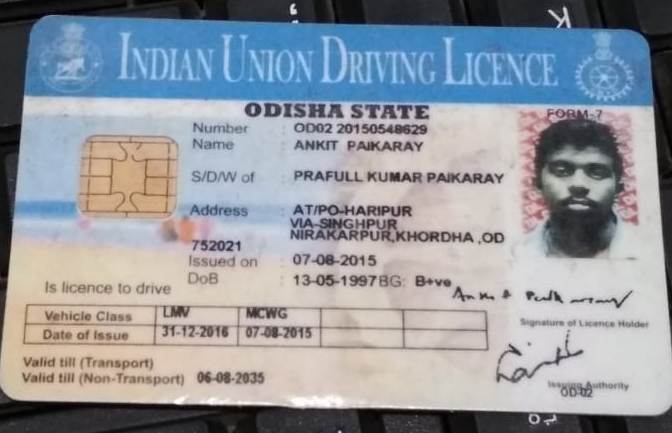 INDIAN UNION DRIVING LICENCE
ODISHA STATE
FORM-7
Number : OD02 20150548629
Name : ANKIT PAIKARAY
S/D/W of : PRAFULL KUMAR PAIKARAY
Address : AT/PO-HARIPUR
VIA-SINGHPUR
NIRAKARPUR,KHORDHA ,OD
752021
Issued on : 07-08-2015
DoB : 13-05-1997 BG: B+ve
Is licence to drive
Vehicle Class LMV MCWG
Date of Issue 31-12-2016 07-08-2015
Signature of Licence Holder
Valid till (Transport)
Valid till (Non-Transport) 06-08-2035
Issuing Authority
OD-02